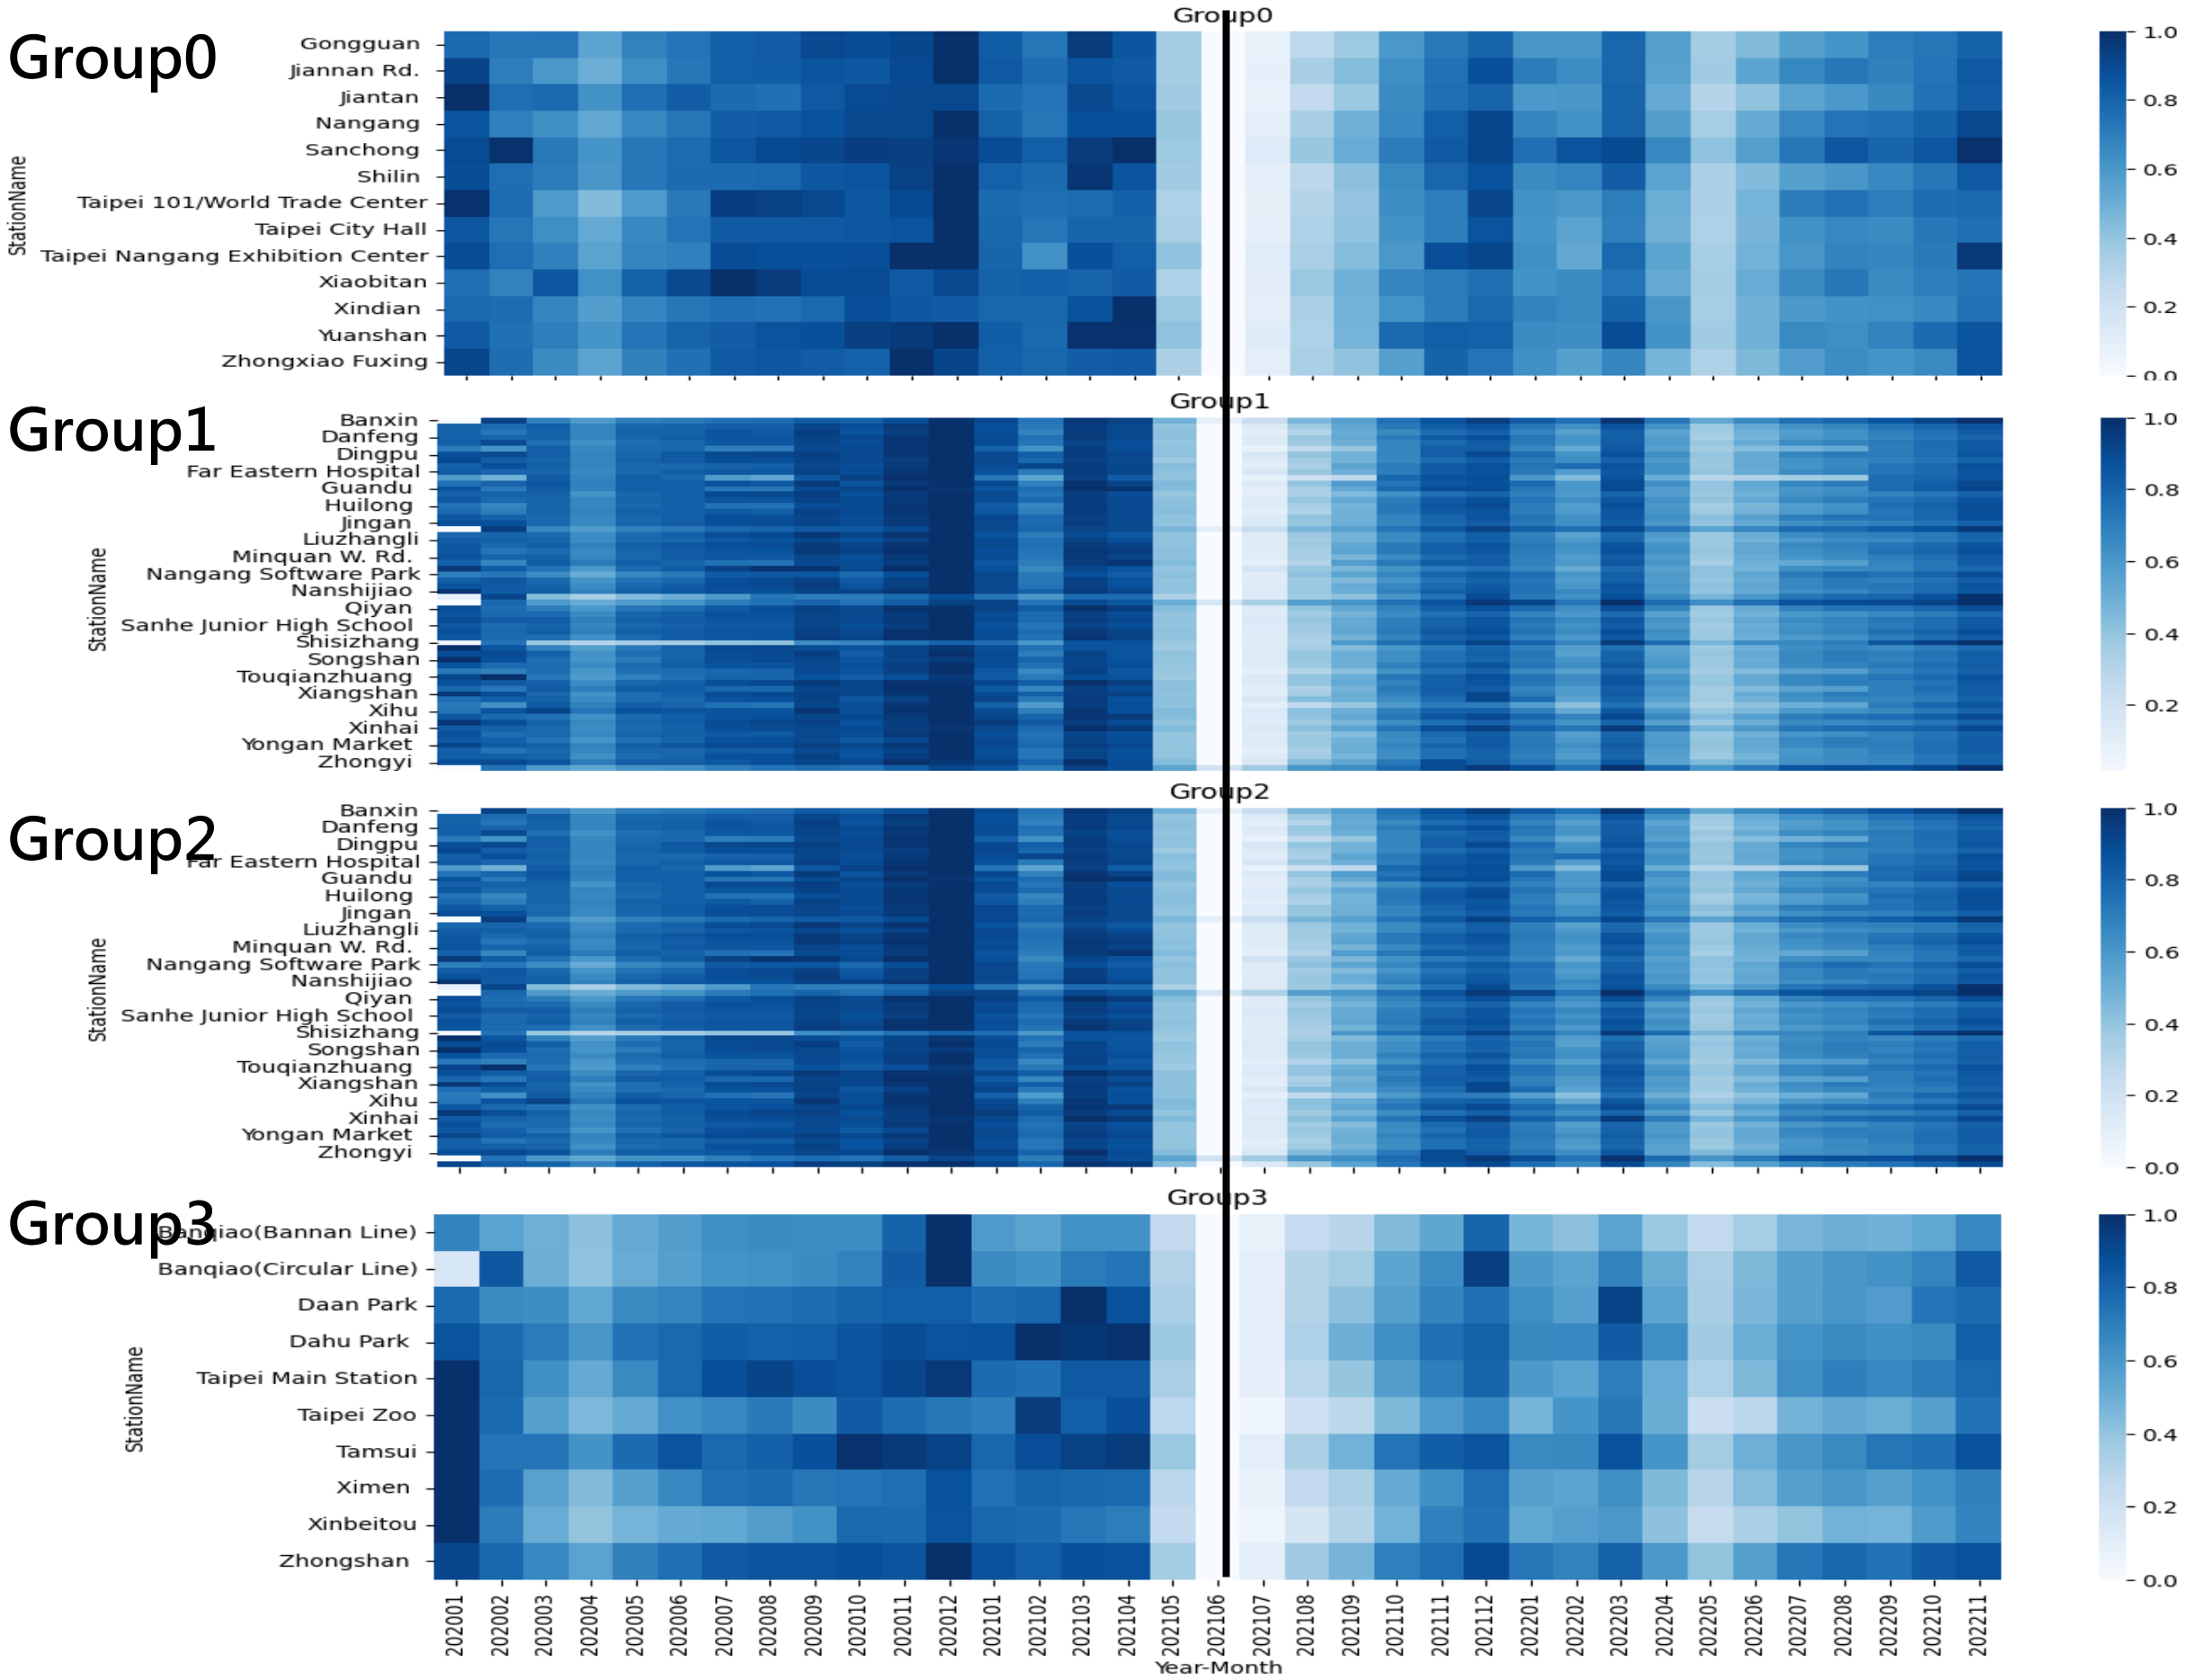 Group0
Group0
StationName
Gongguan
Jiannan Rd.
Jiantan
Nangang
Sanchong
Shilin
Taipei 101/World Trade Center
Taipei City Hall
Taipei Nangang Exhibition Center
Xiaobitan
Xindian
Yuanshan
Zhongxiao Fuxing
1.0
0.8
0.6
0.4
0.2
0.0
Group1
Group1
StationName
Banxin
Danfeng
Dingpu
Far Eastern Hospital
Guandu
Huilong
Jingan
Liuzhangli
Minquan W. Rd.
Nangang Software Park
Nanshijiao
Qiyan
Sanhe Junior High School
Shisizhang
Songshan
Touqianzhuang
Xiangshan
Xihu
Xinhai
Yongan Market
Zhongyi
1.0
0.8
0.6
0.4
0.2
Group2
Group2
StationName
Banxin
Danfeng
Dingpu
Far Eastern Hospital
Guandu
Huilong
Jingan
Liuzhangli
Minquan W. Rd.
Nangang Software Park
Nanshijiao
Qiyan
Sanhe Junior High School
Shisizhang
Songshan
Touqianzhuang
Xiangshan
Xihu
Xinhai
Yongan Market
Zhongyi
1.0
0.8
0.6
0.4
0.2
0.0
Group3
Group3
StationName
Banqiao(Bannan Line)
Banqiao(Circular Line)
Daan Park
Dahu Park
Taipei Main Station
Taipei Zoo
Tamsui
Ximen
Xinbeitou
Zhongshan
1.0
0.8
0.6
0.4
0.2
0.0
202001
202002
202003
202004
202005
202006
202007
202008
202009
202010
202011
202012
202101
202102
202103
202104
202105
202106
202107
202108
202109
202110
202111
202112
202201
202202
202203
202204
202205
202206
202207
202208
202209
202210
202211
Year-Month